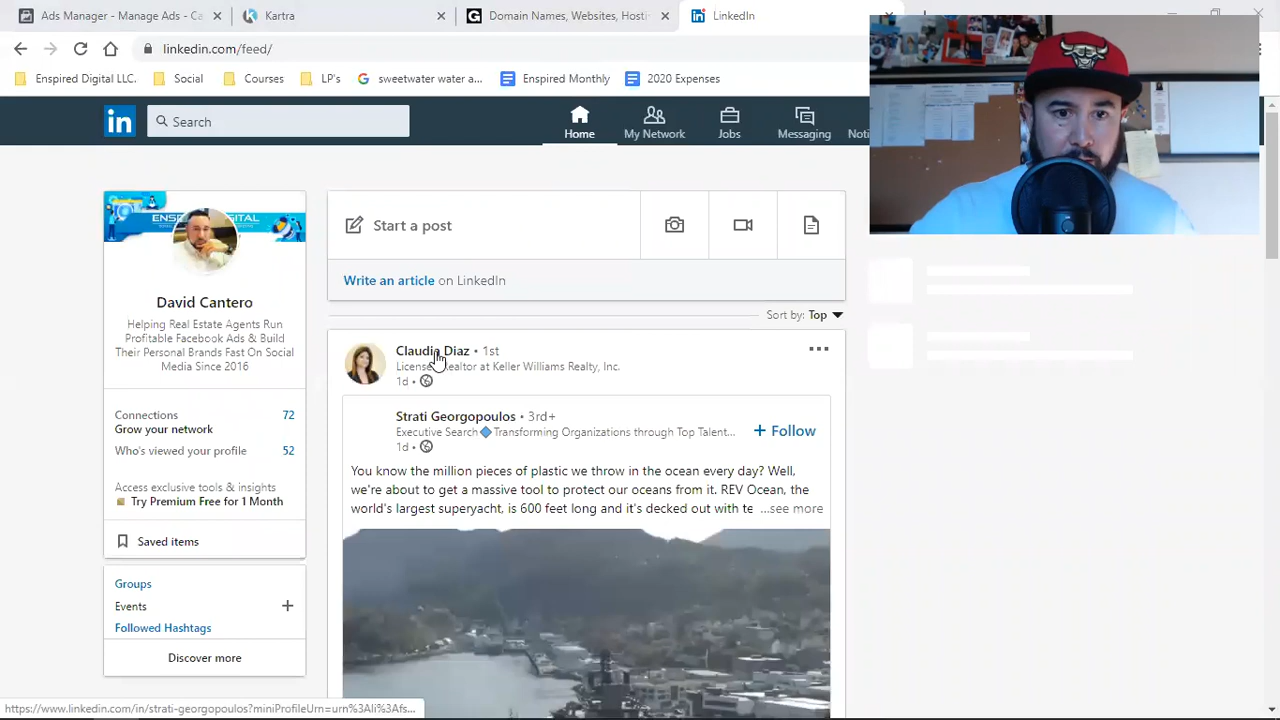 Ads Manager - Manage Ads -
Kartra
Domain Names, Websites, Hosti
LinkedIn
linkedin.com/feed/
Enspired Digital LLC.
Social
Course
LP's
sweetwater water a...
Enspired Monthly
2020 Expenses
in
Search
Home
My Network
Jobs
Messaging
Noti
Start a post
Write an article on LinkedIn
Sort by: Top
David Cantero
Helping Real Estate Agents Run
Profitable Facebook Ads & Build
Their Personal Brands Fast On Social
Media Since 2016
Connections 72
Grow your network
Who's viewed your profile 52
Access exclusive tools & insights
Try Premium Free for 1 Month
Saved items
Groups
Events
Followed Hashtags
Discover more
Claudia Diaz • 1st
Realtor at Keller Williams Realty, Inc.
1d •
Strati Georgopoulos • 3rd+
Executive Search 🔷Transforming Organizations through Top Talent...
1d •
+ Follow
You know the million pieces of plastic we throw in the ocean every day? Well,
we're about to get a massive tool to protect our oceans from it. REV Ocean, the
world's largest superyacht, is 600 feet long and it's decked out with te ...see more
https://www.linkedin.com/in/strati-georgopoulos?miniProfileUrn=urn%3Ali%3Afs...